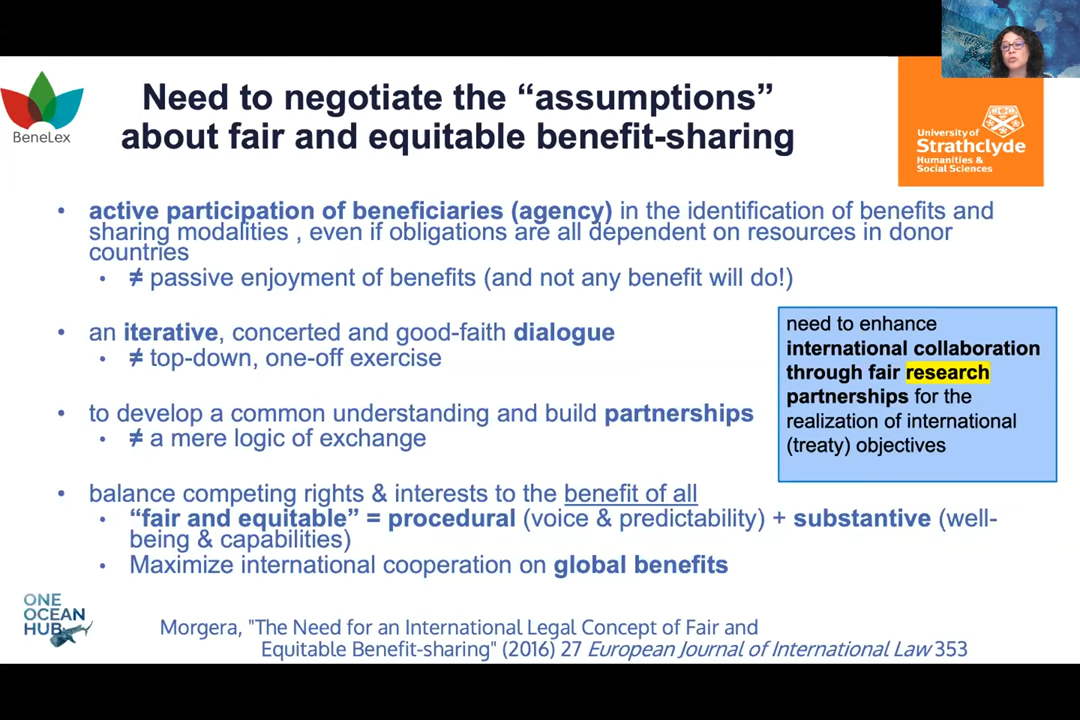 Need to negotiate the “assumptions”
about fair and equitable benefit-sharing
BeneLex
University of
Strathclyde
Humanities &
Social Sciences
• active participation of beneficiaries (agency) in the identification of benefits and
sharing modalities , even if obligations are all dependent on resources in donor
countries
• ≠ passive enjoyment of benefits (and not any benefit will do!)
• an iterative, concerted and good-faith dialogue
• ≠ top-down, one-off exercise
• to develop a common understanding and build partnerships
• ≠ a mere logic of exchange
• balance competing rights & interests to the benefit of all
• “fair and equitable” = procedural (voice & predictability) + substantive (well-
being & capabilities)
• Maximize international cooperation on global benefits
need to enhance
international collaboration
through fair research
partnerships for the
realization of international
(treaty) objectives
ONE
OCEAN
HUB
Morgera, "The Need for an International Legal Concept of Fair and
Equitable Benefit-sharing" (2016) 27 European Journal of International Law 353